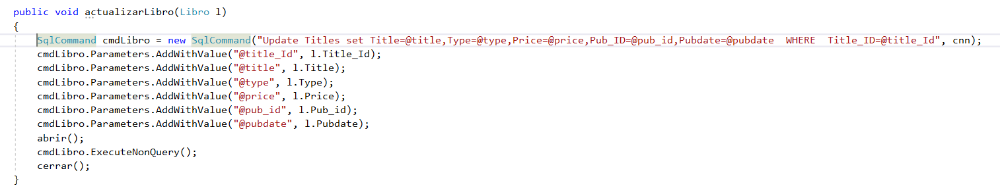 public void actualizarLibro(Libro l)
{
SqlCommand cmdLibro = new SqlCommand("Update Titles set Title=@title,Type=@type,Price=@price,Pub_ID=@pub_id,Pubdate=@pubdate  WHERE  Title_ID=@title_Id", cnn);
cmdLibro.Parameters.AddWithValue("@title_Id", l.Title_Id);
cmdLibro.Parameters.AddWithValue("@title", l.Title);
cmdLibro.Parameters.AddWithValue("@type", l.Type);
cmdLibro.Parameters.AddWithValue("@price", l.Price);
cmdLibro.Parameters.AddWithValue("@pub_id", l.Pub_id);
cmdLibro.Parameters.AddWithValue("@pubdate", l.Pubdate);
abrir();
cmdLibro.ExecuteNonQuery();
cerrar();
}